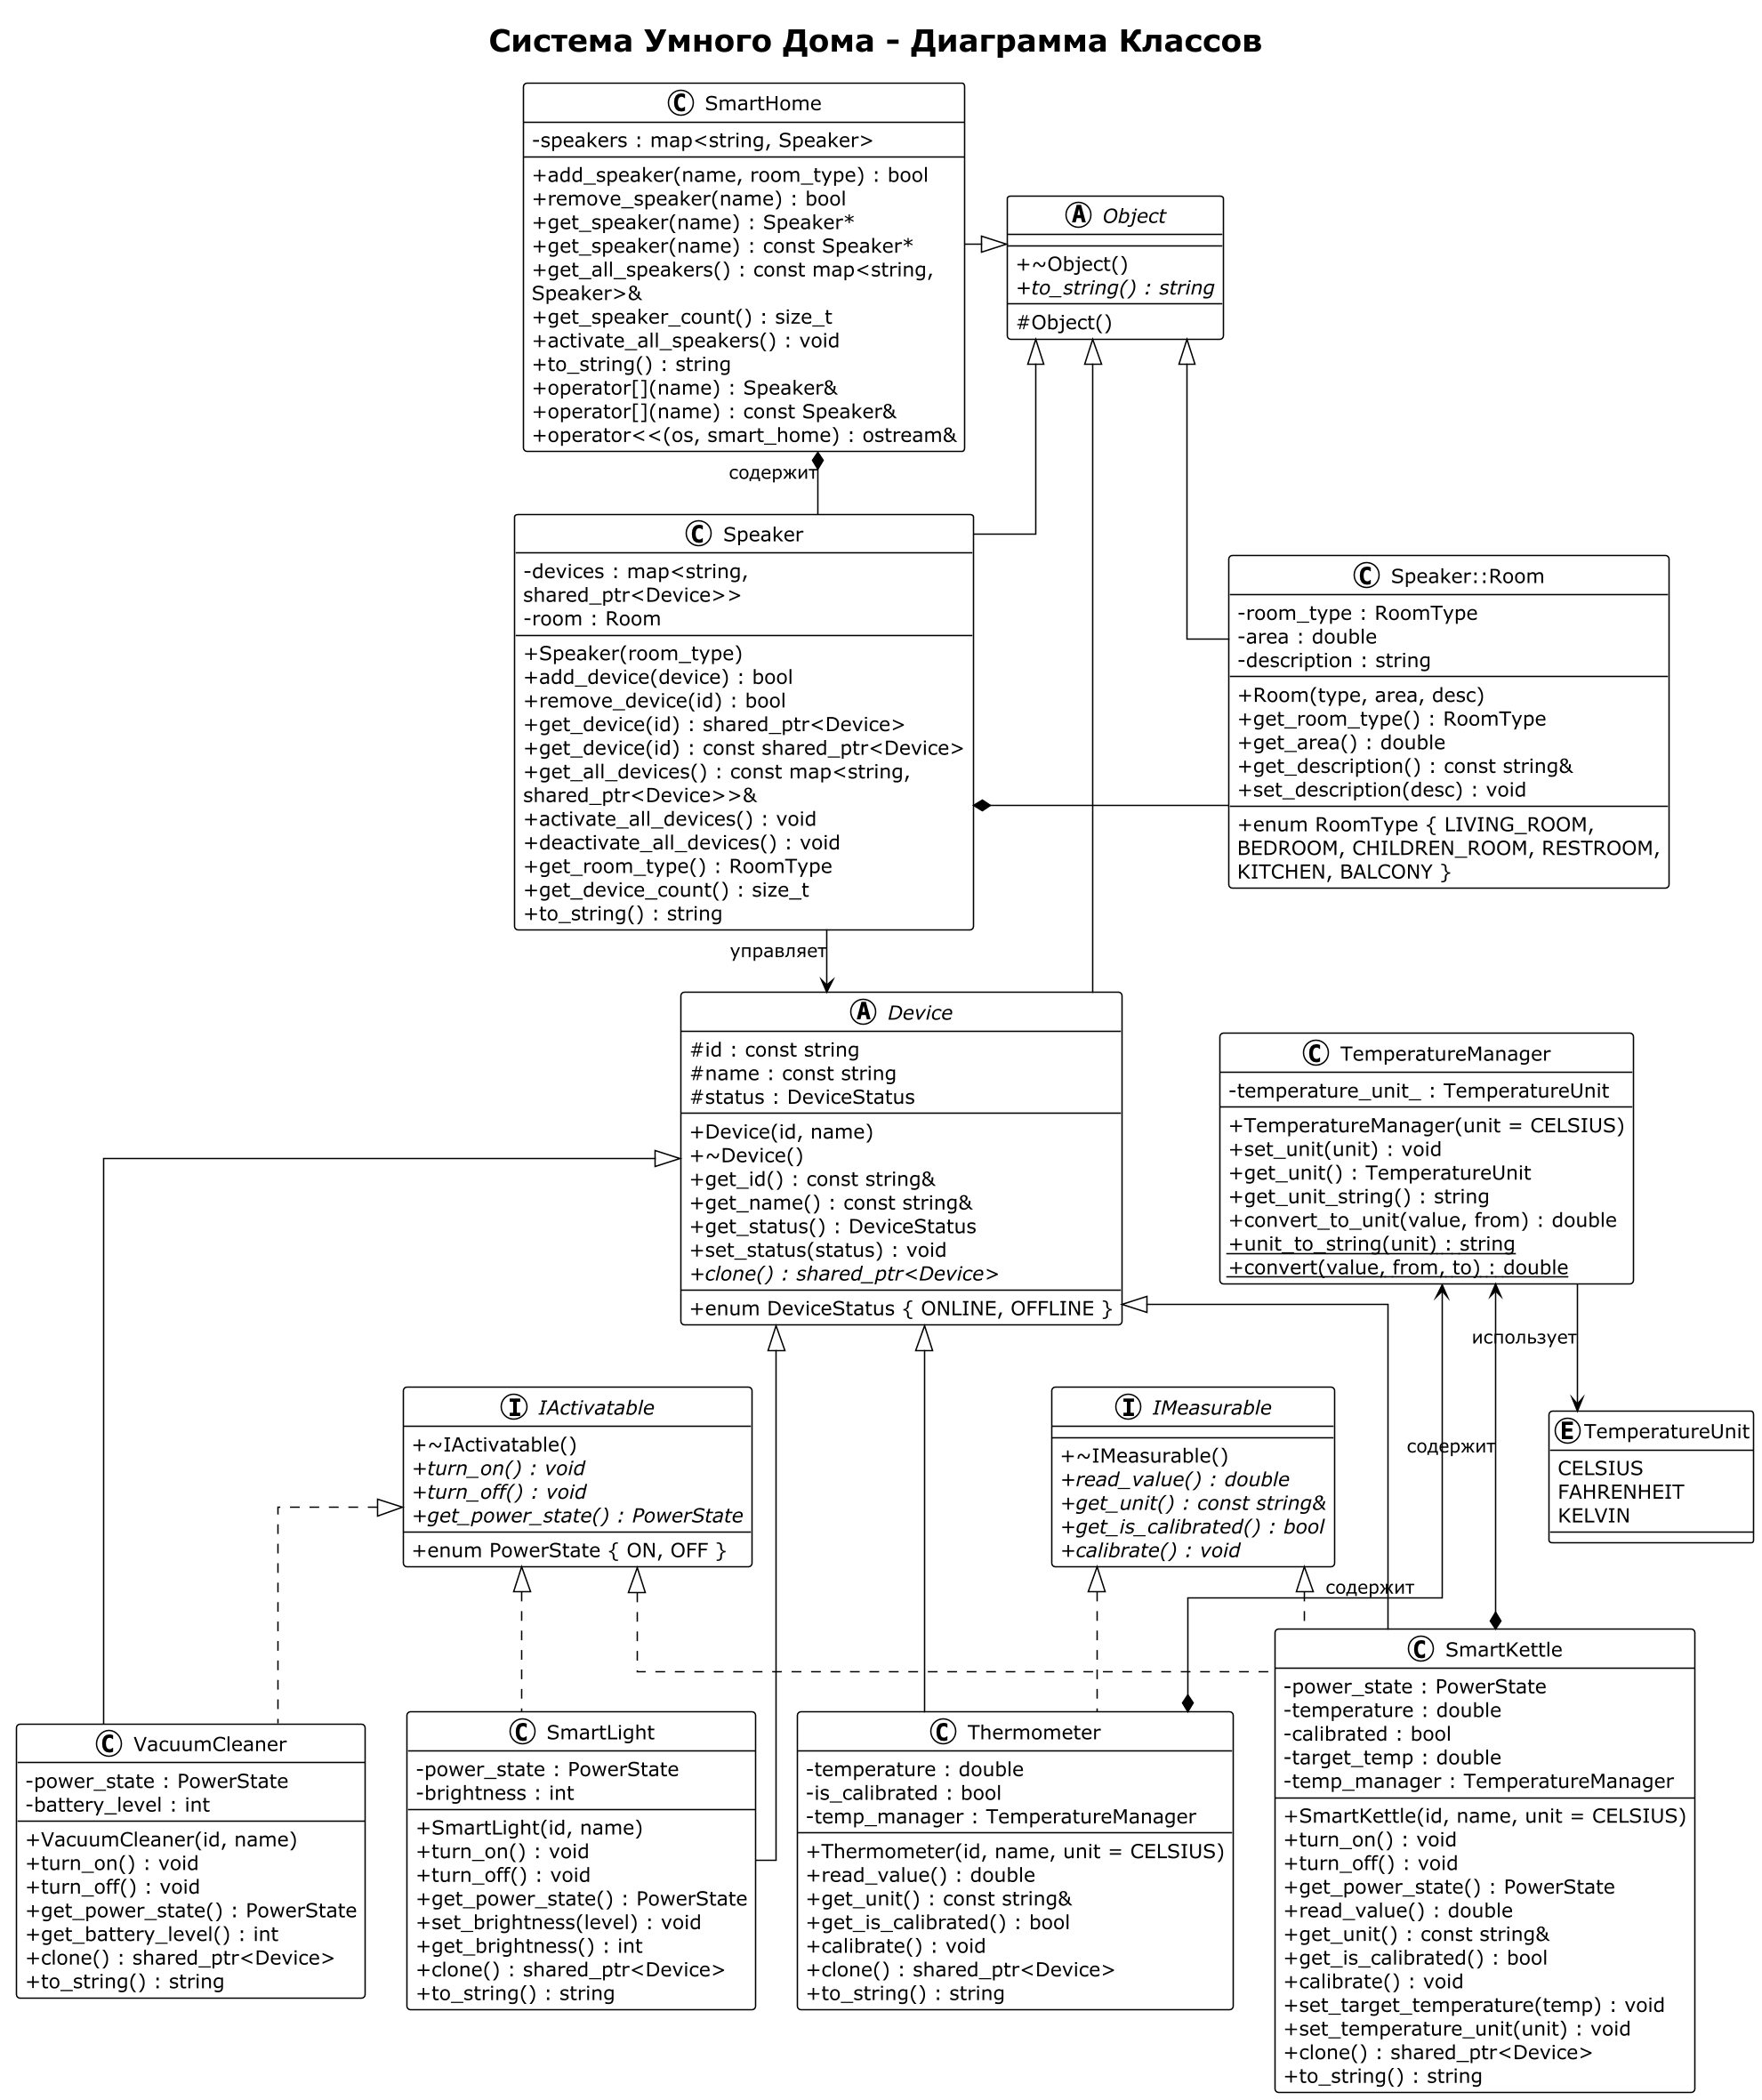 Система Умного Дома – Диаграмма Классов
C SmartHome
-speakers : map<string, Speaker>
+add_speaker(name, room_type) : bool
+remove_speaker(name) : bool
+get_speaker(name) : Speaker*
+get_speaker(name) : const Speaker*
+get_all_speakers() : const map<string,
Speaker>&
+get_speaker_count() : size_t
+activate_all_speakers() : void
+to_string() : string
+operator[](name) : Speaker&
+operator[](name) : const Speaker&
+operator<<(os, smart_home) : ostream&
A Object
+~Object()
+to_string() : string
#Object()
содержит
C Speaker
-devices : map<string,
shared_ptr<Device>>
-room : Room
+Speaker(room_type)
+add_device(device) : bool
+remove_device(id) : bool
+get_device(id) : shared_ptr<Device>
+get_device(id) : const shared_ptr<Device>
+get_all_devices() : const map<string,
shared_ptr<Device>>&
+activate_all_devices() : void
+deactivate_all_devices() : void
+get_room_type() : RoomType
+get_device_count() : size_t
+to_string() : string
C Speaker::Room
-room_type : RoomType
-area : double
-description : string
+Room(type, area, desc)
+get_room_type() : RoomType
+get_area() : double
+get_description() : const string&
+set_description(desc) : void
+enum RoomType { LIVING_ROOM,
BEDROOM, CHILDREN_ROOM, RESTROOM,
KITCHEN, BALCONY }
управляет
A Device
#id : const string
#name : const string
#status : DeviceStatus
+Device(id, name)
+~Device()
+get_id() : const string&
+get_name() : const string&
+get_status() : DeviceStatus
+set_status(status) : void
+clone() : shared_ptr<Device>
+enum DeviceStatus { ONLINE, OFFLINE }
C TemperatureManager
-temperature_unit_ : TemperatureUnit
+TemperatureManager(unit = CELSIUS)
+set_unit(unit) : void
+get_unit() : TemperatureUnit
+get_unit_string() : string
+convert_to_unit(value, from) : double
+unit_to_string(unit) : string
+convert(value, from, to) : double
использует
I IActivatable
+~IActivatable()
+turn_on() : void
+turn_off() : void
+get_power_state() : PowerState
+enum PowerState { ON, OFF }
I IMeasurable
+~IMeasurable()
+read_value() : double
+get_unit() : const string&
+get_is_calibrated() : bool
+calibrate() : void
содержит
E TemperatureUnit
CELSIUS
FAHRENHEIT
KELVIN
содержит
C VacuumCleaner
-power_state : PowerState
-battery_level : int
+VacuumCleaner(id, name)
+turn_on() : void
+turn_off() : void
+get_power_state() : PowerState
+get_battery_level() : int
+clone() : shared_ptr<Device>
+to_string() : string
C SmartLight
-power_state : PowerState
-brightness : int
+SmartLight(id, name)
+turn_on() : void
+turn_off() : void
+get_power_state() : PowerState
+set_brightness(level) : void
+get_brightness() : int
+clone() : shared_ptr<Device>
+to_string() : string
C Thermometer
-temperature : double
-is_calibrated : bool
-temp_manager : TemperatureManager
+Thermometer(id, name, unit = CELSIUS)
+read_value() : double
+get_unit() : const string&
+get_is_calibrated() : bool
+calibrate() : void
+clone() : shared_ptr<Device>
+to_string() : string
C SmartKettle
-power_state : PowerState
-temperature : double
-calibrated : bool
-target_temp : double
-temp_manager : TemperatureManager
+SmartKettle(id, name, unit = CELSIUS)
+turn_on() : void
+turn_off() : void
+get_power_state() : PowerState
+read_value() : double
+get_unit() : const string&
+get_is_calibrated() : bool
+calibrate() : void
+set_target_temperature(temp) : void
+set_temperature_unit(unit) : void
+clone() : shared_ptr<Device>
+to_string() : string